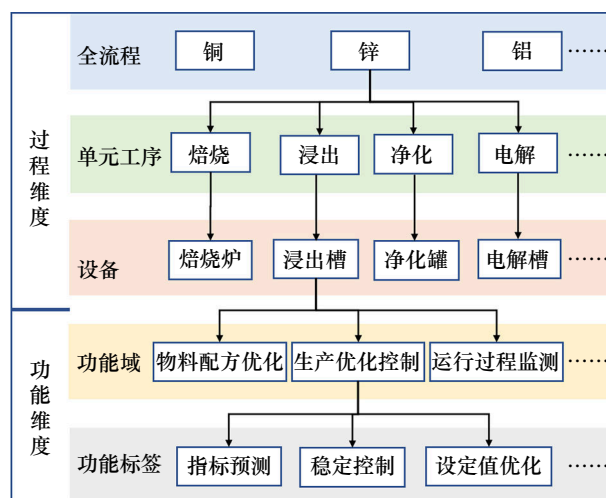 过程维度
全流程 铜 锌 铝 ……
单元工序 焙烧 浸出 净化 电解 ……
设备 焙烧炉 浸出槽 净化罐 电解槽 ……
功能维度
功能域 物料配方优化 生产优化控制 运行过程监测 ……
功能标签 指标预测 稳定控制 设定值优化 ……